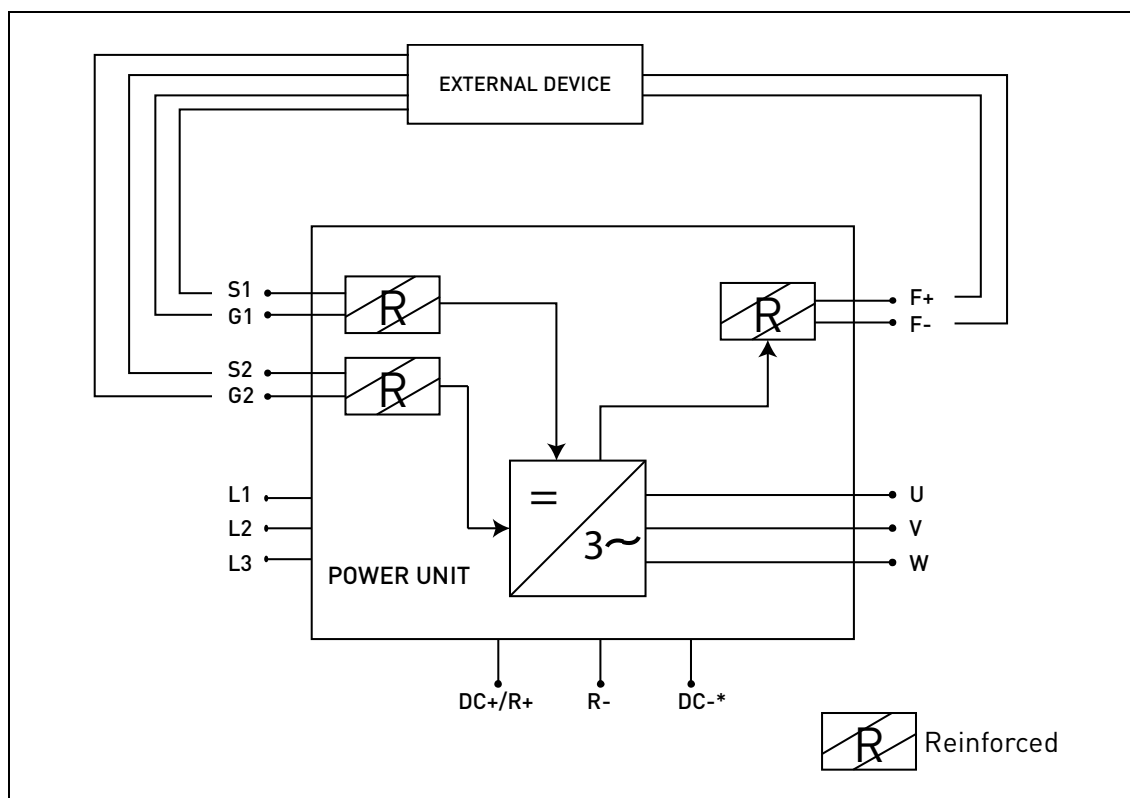 EXTERNAL DEVICE
S1
G1
R
R
F+
F-
S2
G2
R
L1
L2
L3
=
3~
U
V
W
POWER UNIT
DC+/R+
R-
DC-*
R
Reinforced